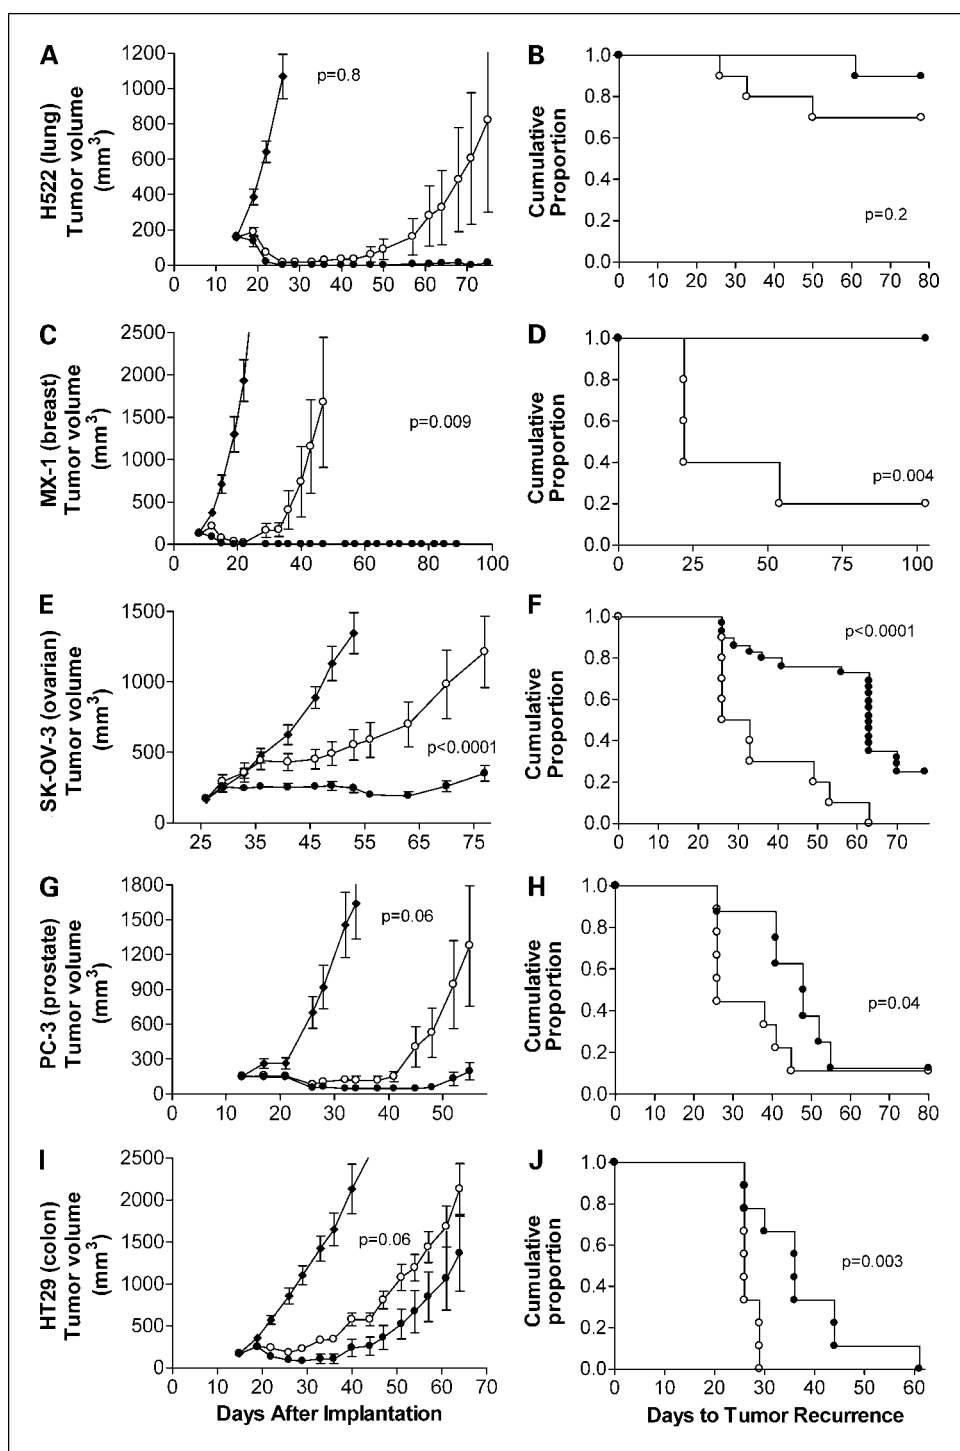 A
H522 (lung)
Tumor volume
(mm3)
1200
1000
800
600
400
200
0
p=0.8
0 10 20 30 40 50 60 70
B
Cumulative
Proportion
1.0
0.8
0.6
0.4
0.2
0.0
p=0.2
0 10 20 30 40 50 60 70 80
C
MX-1 (breast)
Tumor volume
(mm3)
2500
2000
1500
1000
500
0
p=0.009
0 20 40 60 80 100
D
Cumulative
Proportion
1.0
0.8
0.6
0.4
0.2
0.0
p=0.004
0 25 50 75 100
E
SK-OV-3 (ovarian)
Tumor volume
(mm3)
1500
1000
500
0
p<0.0001
25 35 45 55 65 75
F
Cumulative
Proportion
1.0
0.8
0.6
0.4
0.2
0.0
p<0.0001
0 10 20 30 40 50 60 70
G
PC-3 (prostate)
Tumor volume
(mm3)
1800
1500
1200
900
600
300
0
p=0.06
0 10 20 30 40 50
H
Cumulative
Proportion
1.0
0.8
0.6
0.4
0.2
0.0
p=0.04
0 10 20 30 40 50 60 70 80
I
HT29 (colon)
Tumor volume
(mm3)
2500
2000
1500
1000
500
0
p=0.06
0 10 20 30 40 50 60 70
Days After Implantation
J
Cumulative
proportion
1.0
0.8
0.6
0.4
0.2
0.0
p=0.003
0 10 20 30 40 50 60
Days to Tumor Recurrence